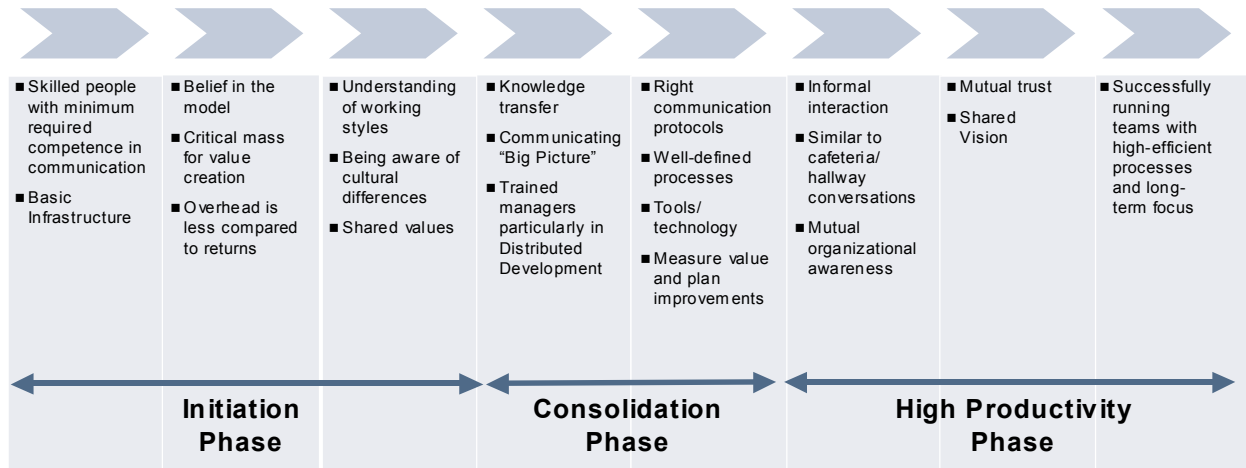 ■ Skilled people
with minimum
required
competence in
communication
■ Basic
Infrastructure
■ Belief in the
model
■ Critical mass
for value
creation
■ Overhead is
less compared
to returns
■ Understanding
of working
styles
■ Being aware of
cultural
differences
■ Shared values
■ Knowledge
transfer
■ Communicating
“Big Picture”
■ Trained
managers
particularly in
Distributed
Development
■ Right
communication
protocols
■ Well-defined
processes
■ Tools/
technology
■ Measure value
and plan
improvements
■ Informal
interaction
■ Similar to
cafeteria/
hallway
conversations
■ Mutual
organizational
awareness
■ Mutual trust
■ Shared
Vision
■ Successfully
running
teams with
high-efficient
processes
and long-
term focus
Initiation
Phase
Consolidation
Phase
High Productivity
Phase